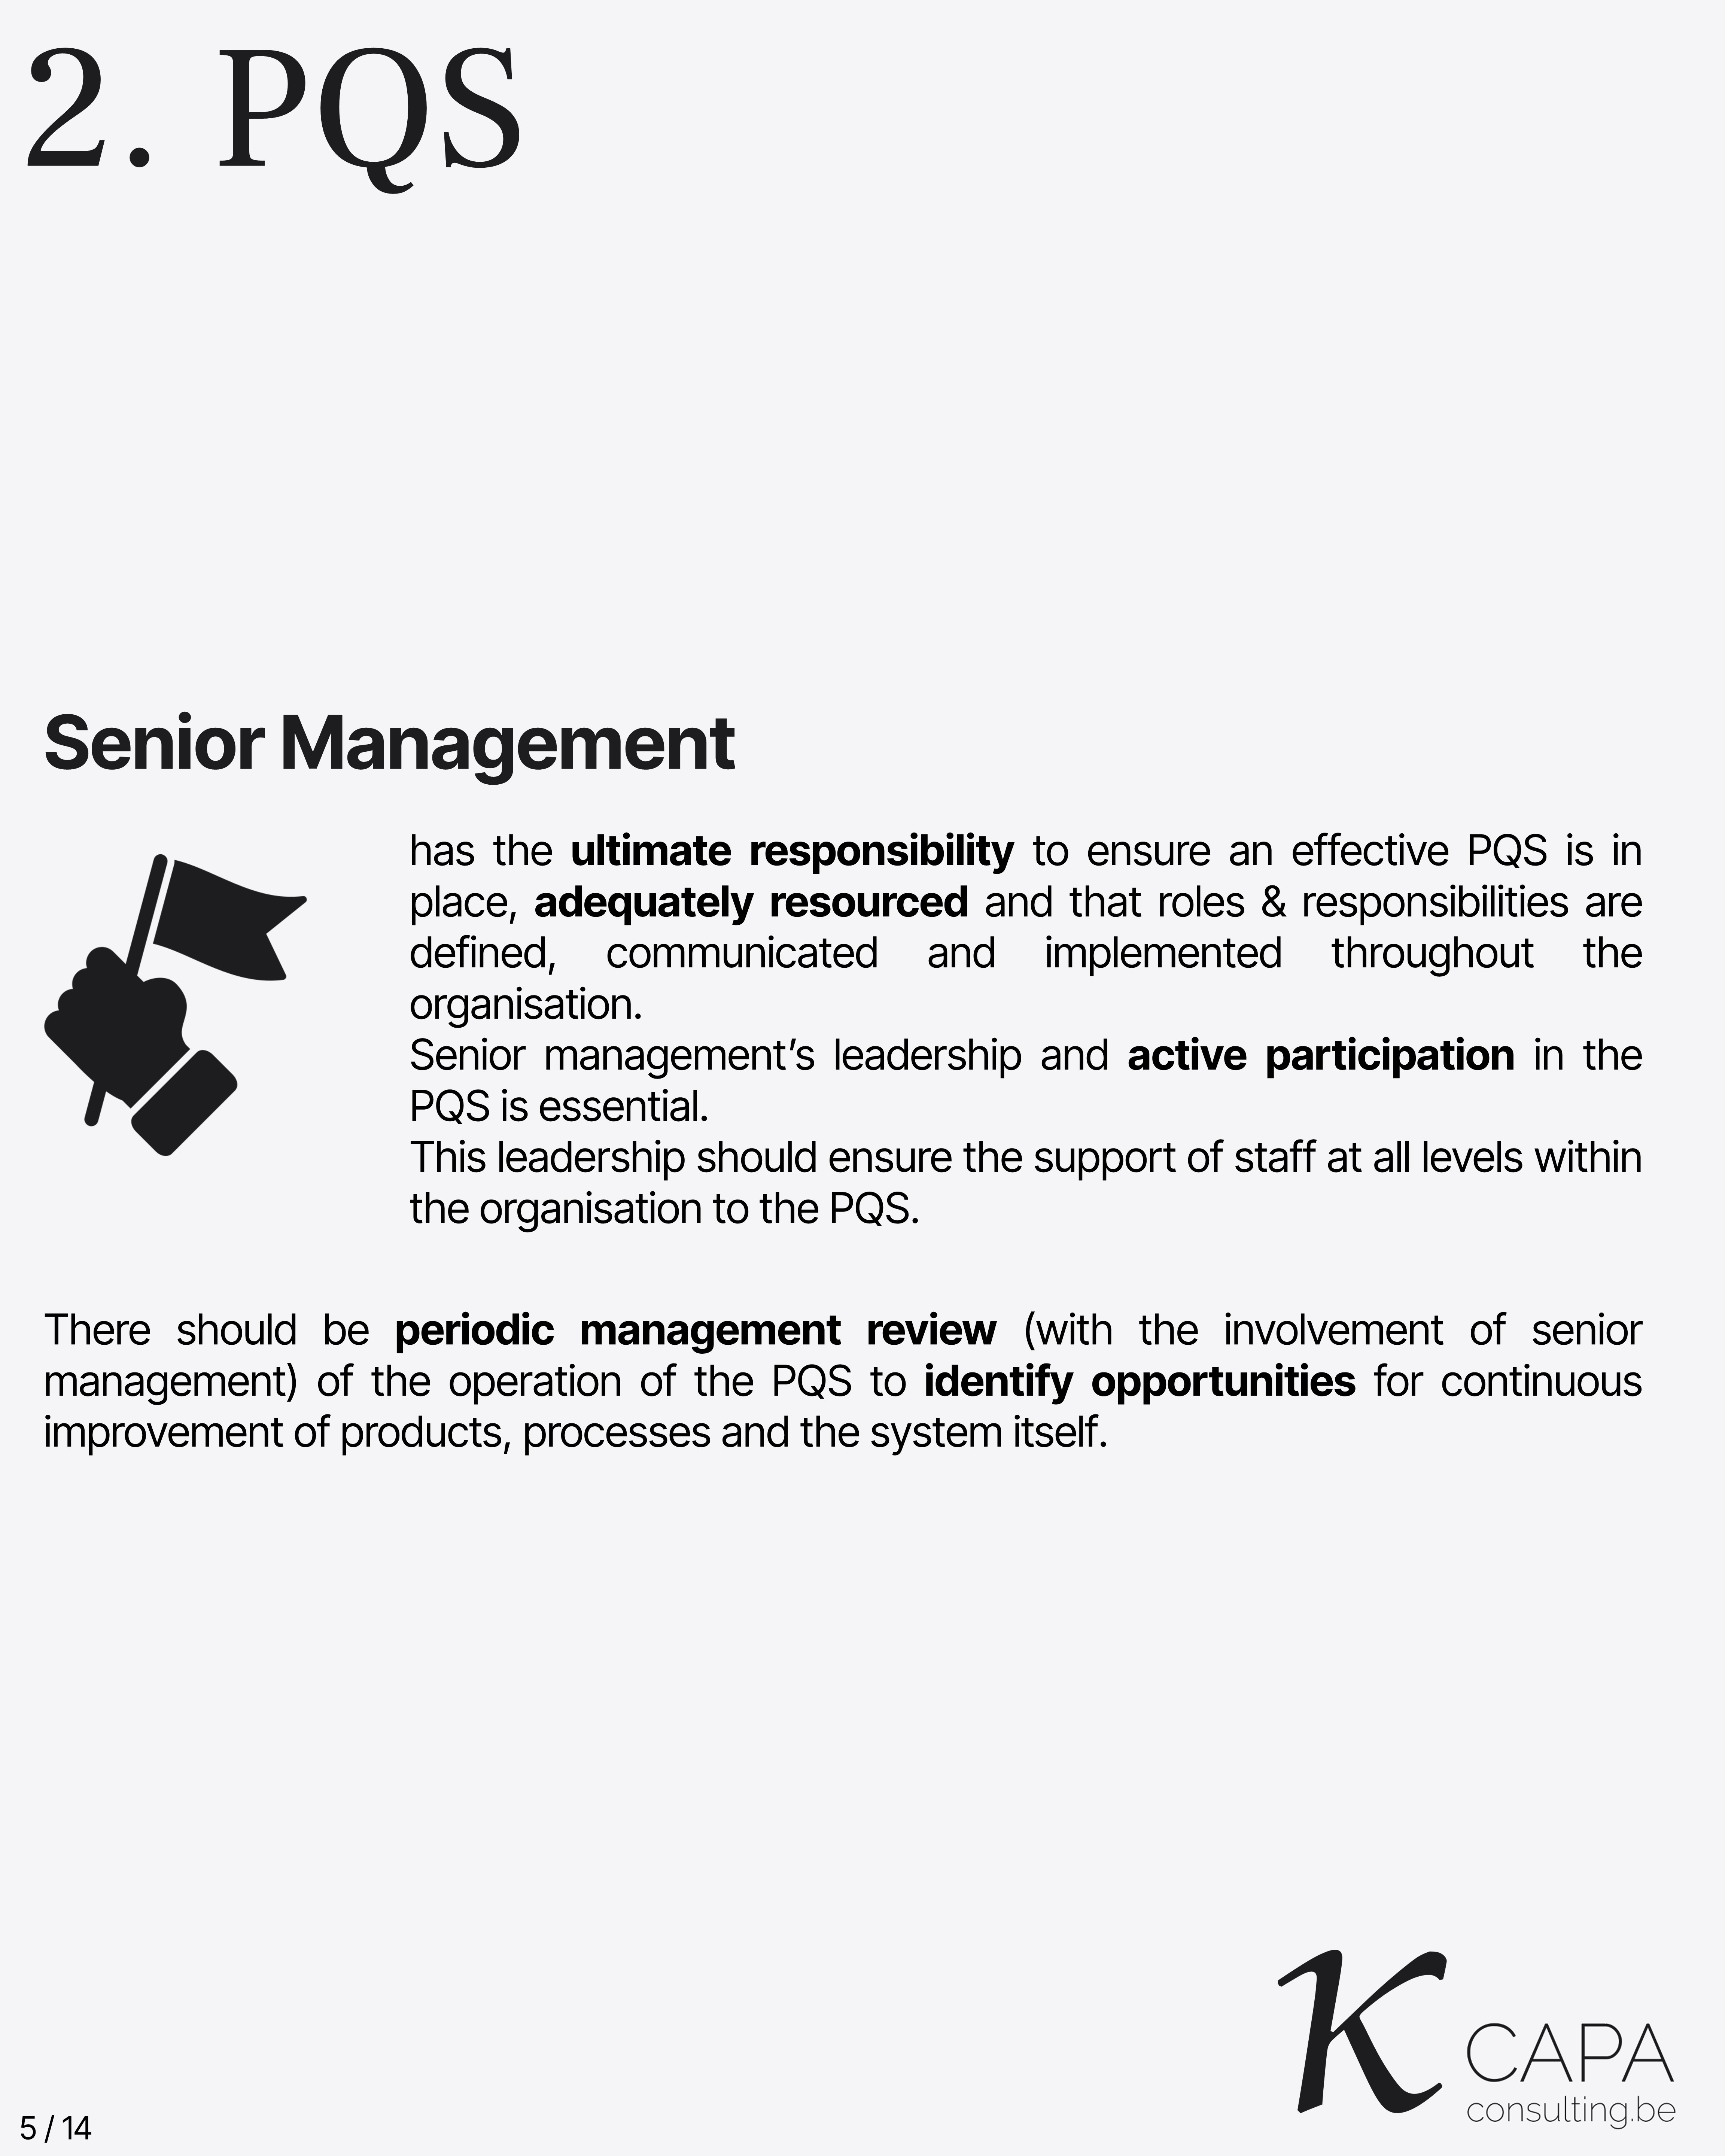 2. PQS
Senior Management
has the ultimate responsibility to ensure an effective PQS is in
place, adequately resourced and that roles & responsibilities are
defined, communicated and implemented throughout the
organisation.
Senior management’s leadership and active participation in the
PQS is essential.
This leadership should ensure the support of staff at all levels within
the organisation to the PQS.
There should be periodic management review (with the involvement of senior
management) of the operation of the PQS to identify opportunities for continuous
improvement of products, processes and the system itself.
K CAPA
consulting.be
5 / 14